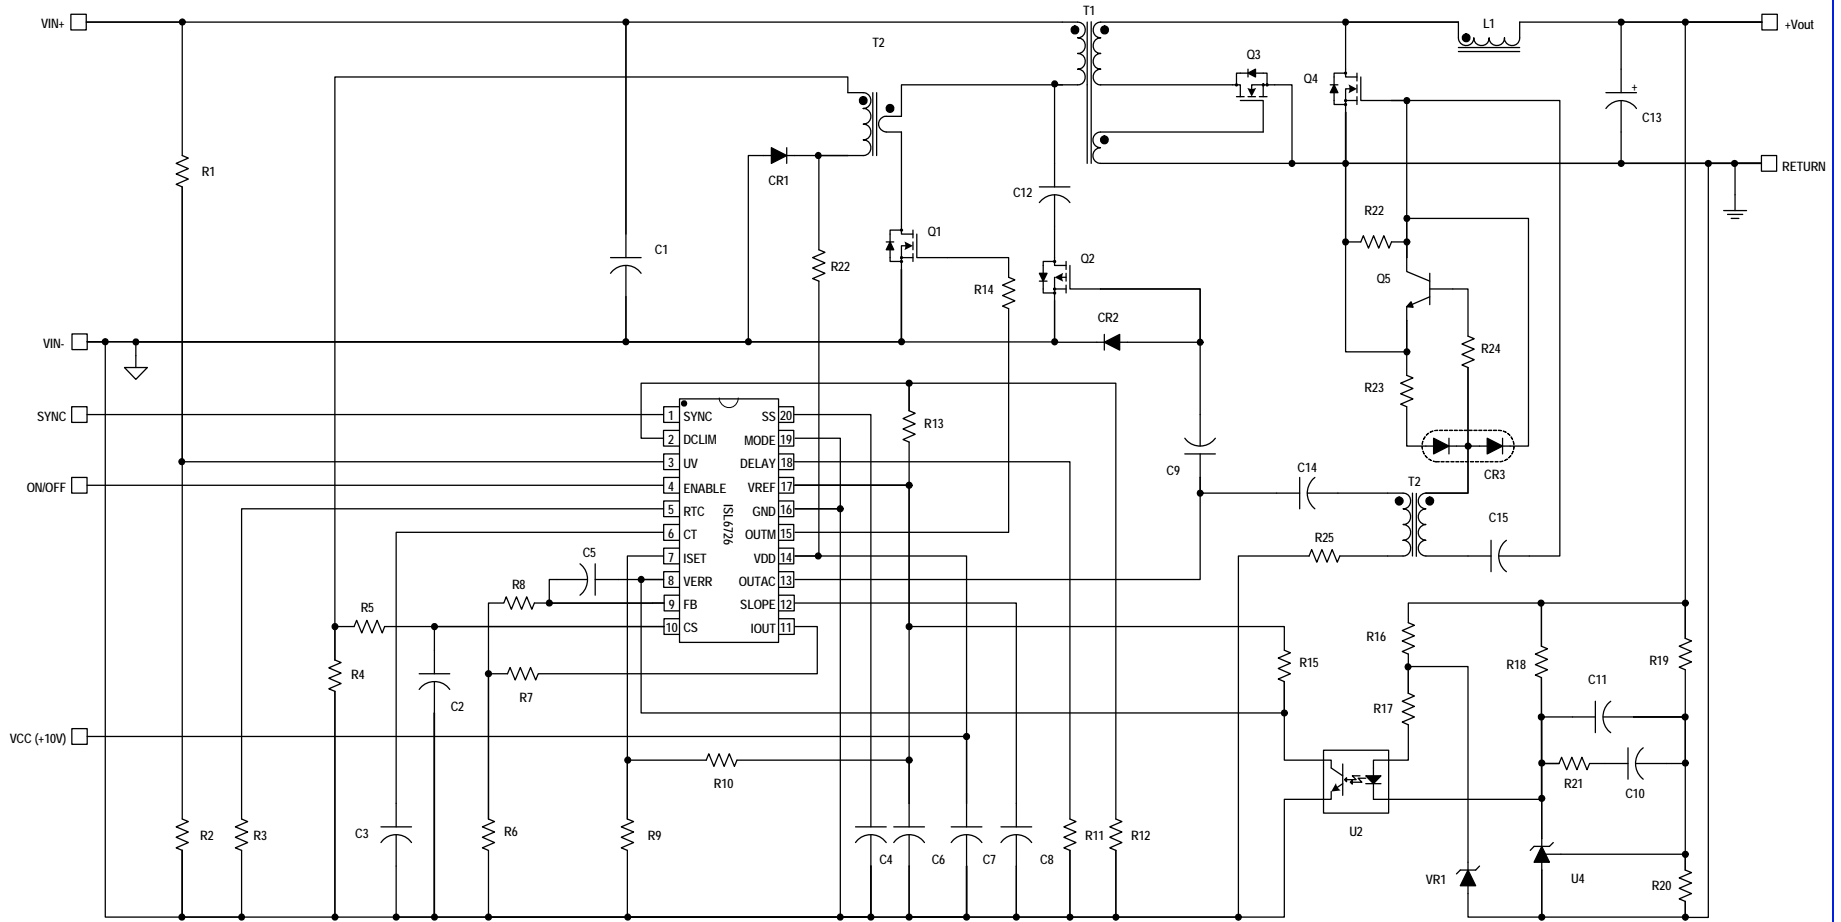 VIN+
T1
L1
+Vout
T2
Q3
Q4
+
C13
R1
CR1
C12
RETURN
R22
Q1
C1
Q2
R22
Q5
R14
VIN-
CR2
R24
R23
SYNC
1 SYNC SS 20
2 DCLIM MODE 19
3 UV DELAY 18
4 ENABLE VREF 17
5 RTC GND 16
6 CT OUTM 15
7 ISET VDD 14
8 VERR OUTAC 13
9 FB SLOPE 12
10 CS IOUT 11
ISL6726
R13
ON/OFF
C9
C14
T2
CR3
C15
R25
C5
R8
R5
R4
C2
R7
R15
R16
R18
R19
R17
C11
VCC (+10V)
R10
R21
C10
R2
R3
C3
R6
R9
C4
C6
C7
C8
R11
R12
U2
VR1
U4
R20